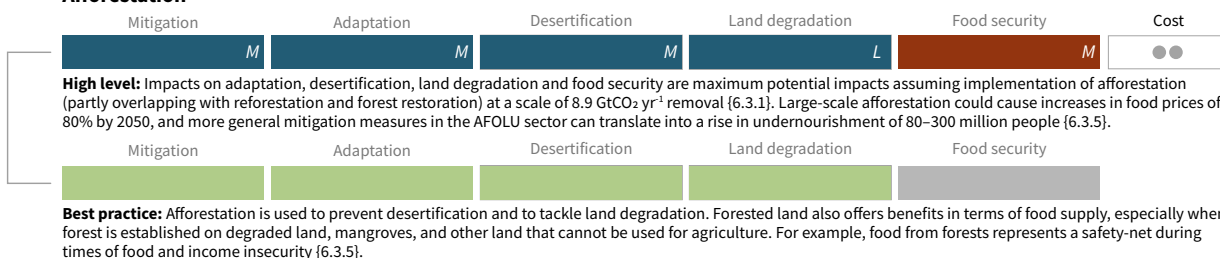 Afforestation
Mitigation Adaptation Desertification Land degradation Food security Cost
M M M L M
High level: Impacts on adaptation, desertification, land degradation and food security are maximum potential impacts assuming implementation of afforestation
(partly overlapping with reforestation and forest restoration) at a scale of 8.9 GtCO₂ yr⁻¹ removal {6.3.1}. Large-scale afforestation could cause increases in food prices of
80% by 2050, and more general mitigation measures in the AFOLU sector can translate into a rise in undernourishment of 80–300 million people {6.3.5}.
Mitigation Adaptation Desertification Land degradation Food security
Best practice: Afforestation is used to prevent desertification and to tackle land degradation. Forested land also offers benefits in terms of food supply, especially when
forest is established on degraded land, mangroves, and other land that cannot be used for agriculture. For example, food from forests represents a safety-net during
times of food and income insecurity {6.3.5}.